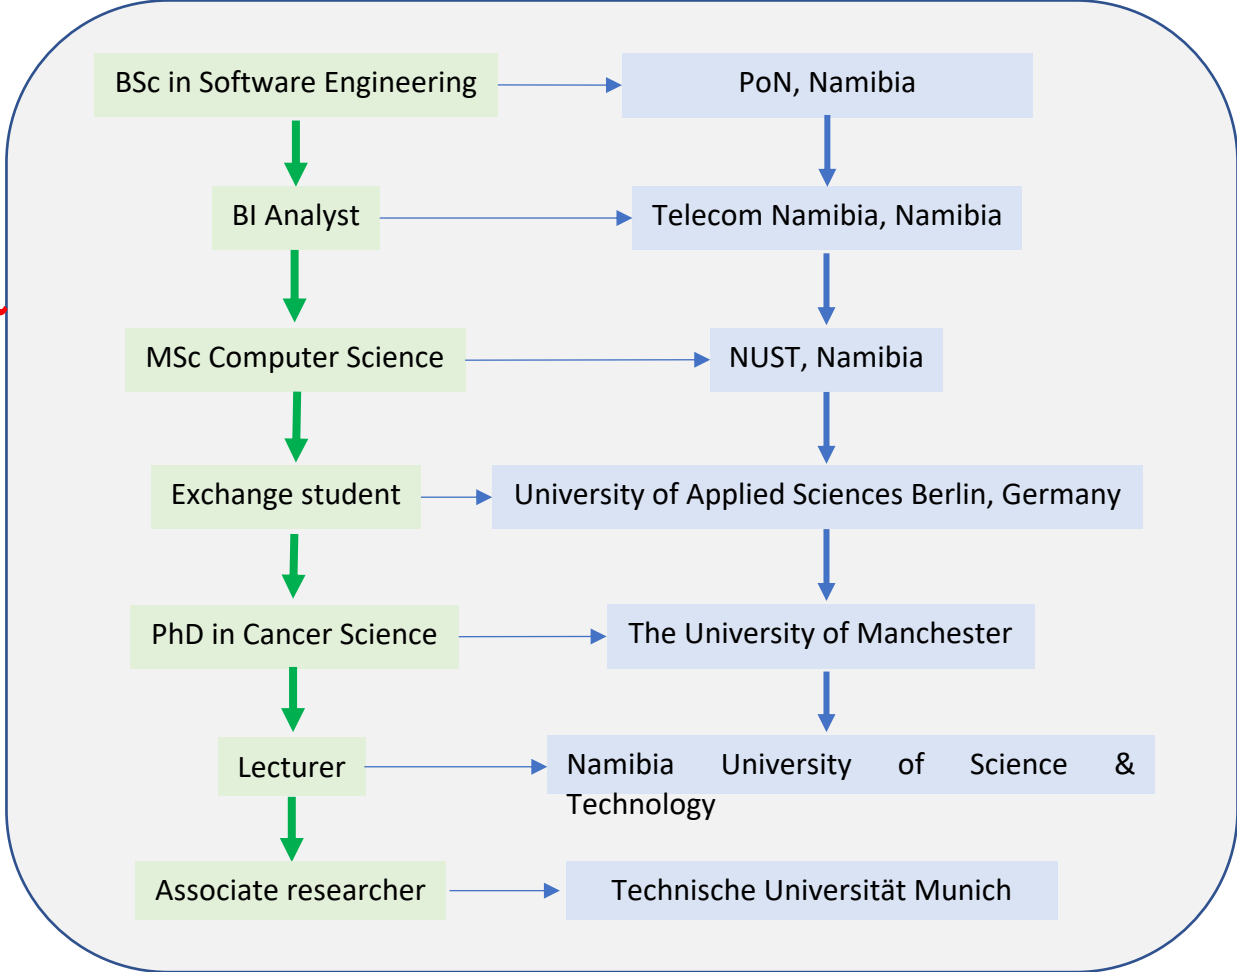 BSc in Software Engineering
PoN, Namibia
BI Analyst
Telecom Namibia, Namibia
MSc Computer Science
NUST, Namibia
Exchange student
University of Applied Sciences Berlin, Germany
PhD in Cancer Science
The University of Manchester
Lecturer
Namibia University of Science &
Technology
Associate researcher
Technische Universität Munich